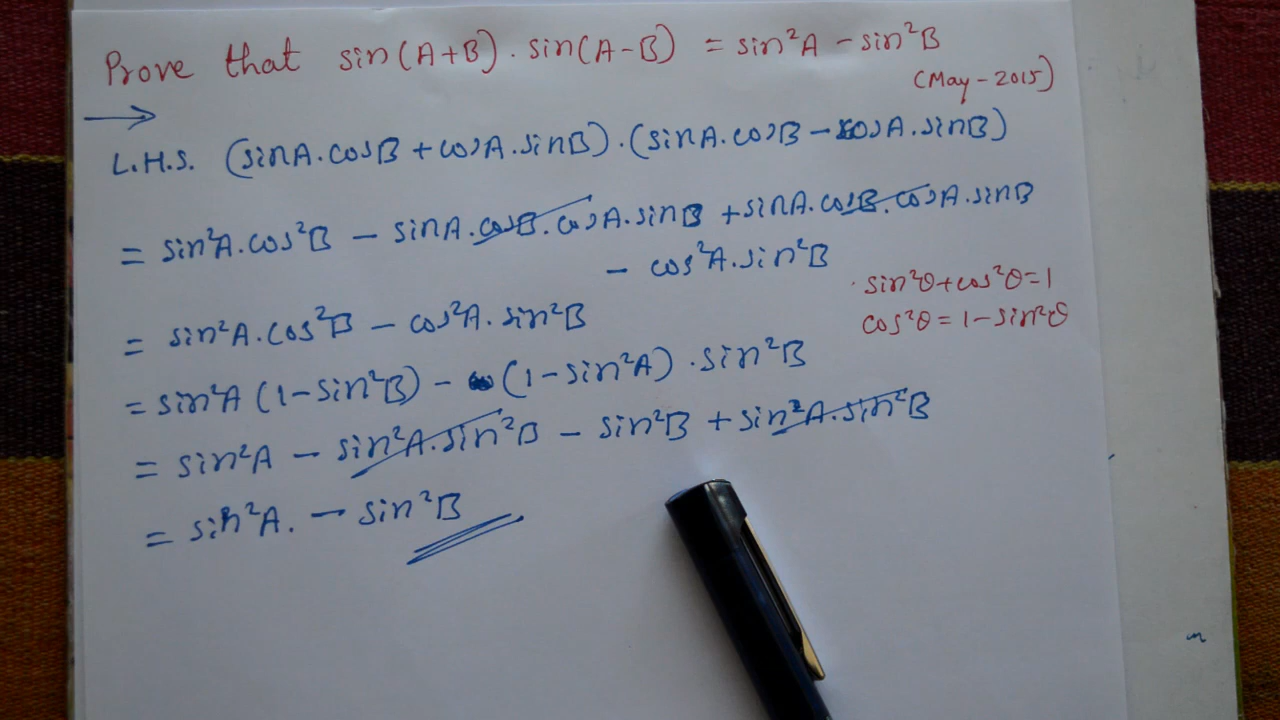 Prove that sin(A+B).sin(A-B) = sin²A - sin²B
(May-2015)
→
L.H.S. (sinA.cosB + cosA.sinB).(sinA.cosB - cosA.sinB)
= sin²A.cos²B - sinA.cosB.cosA.sinB + sinA.cosB.cosA.sinB
- cos²A.sin²B
sin²θ+cos²θ=1
= sin²A.cos²B - cos²A.sin²B
cos²θ = 1-sin²θ
= sin²A (1-sin²B) - (1-sin²A).sin²B
= sin²A - sin²A.sin²B - sin²B + sin²A.sin²B
= sin²A. - sin²B